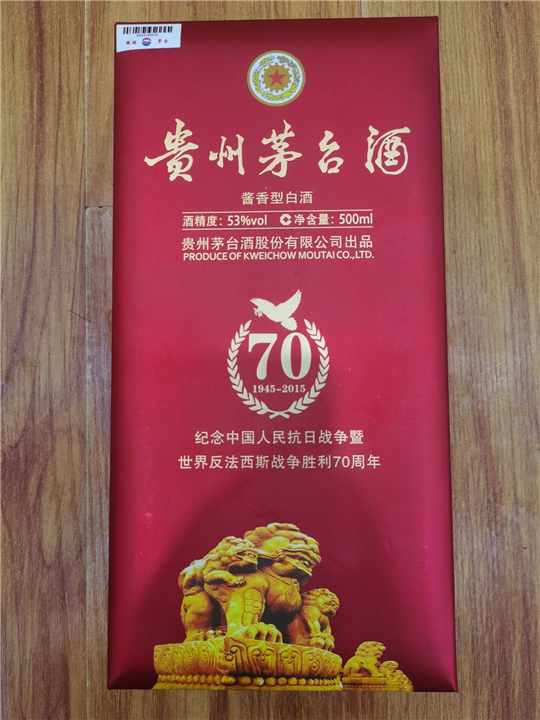 贵州茅台酒
酱香型白酒
酒精度：53%vol C净含量：500ml
贵州茅台酒股份有限公司出品
PRODUCE OF KWEICHOW MOUTAI CO., LTD.
70
1945-2015
纪念中国人民抗日战争暨
世界反法西斯战争胜利70周年